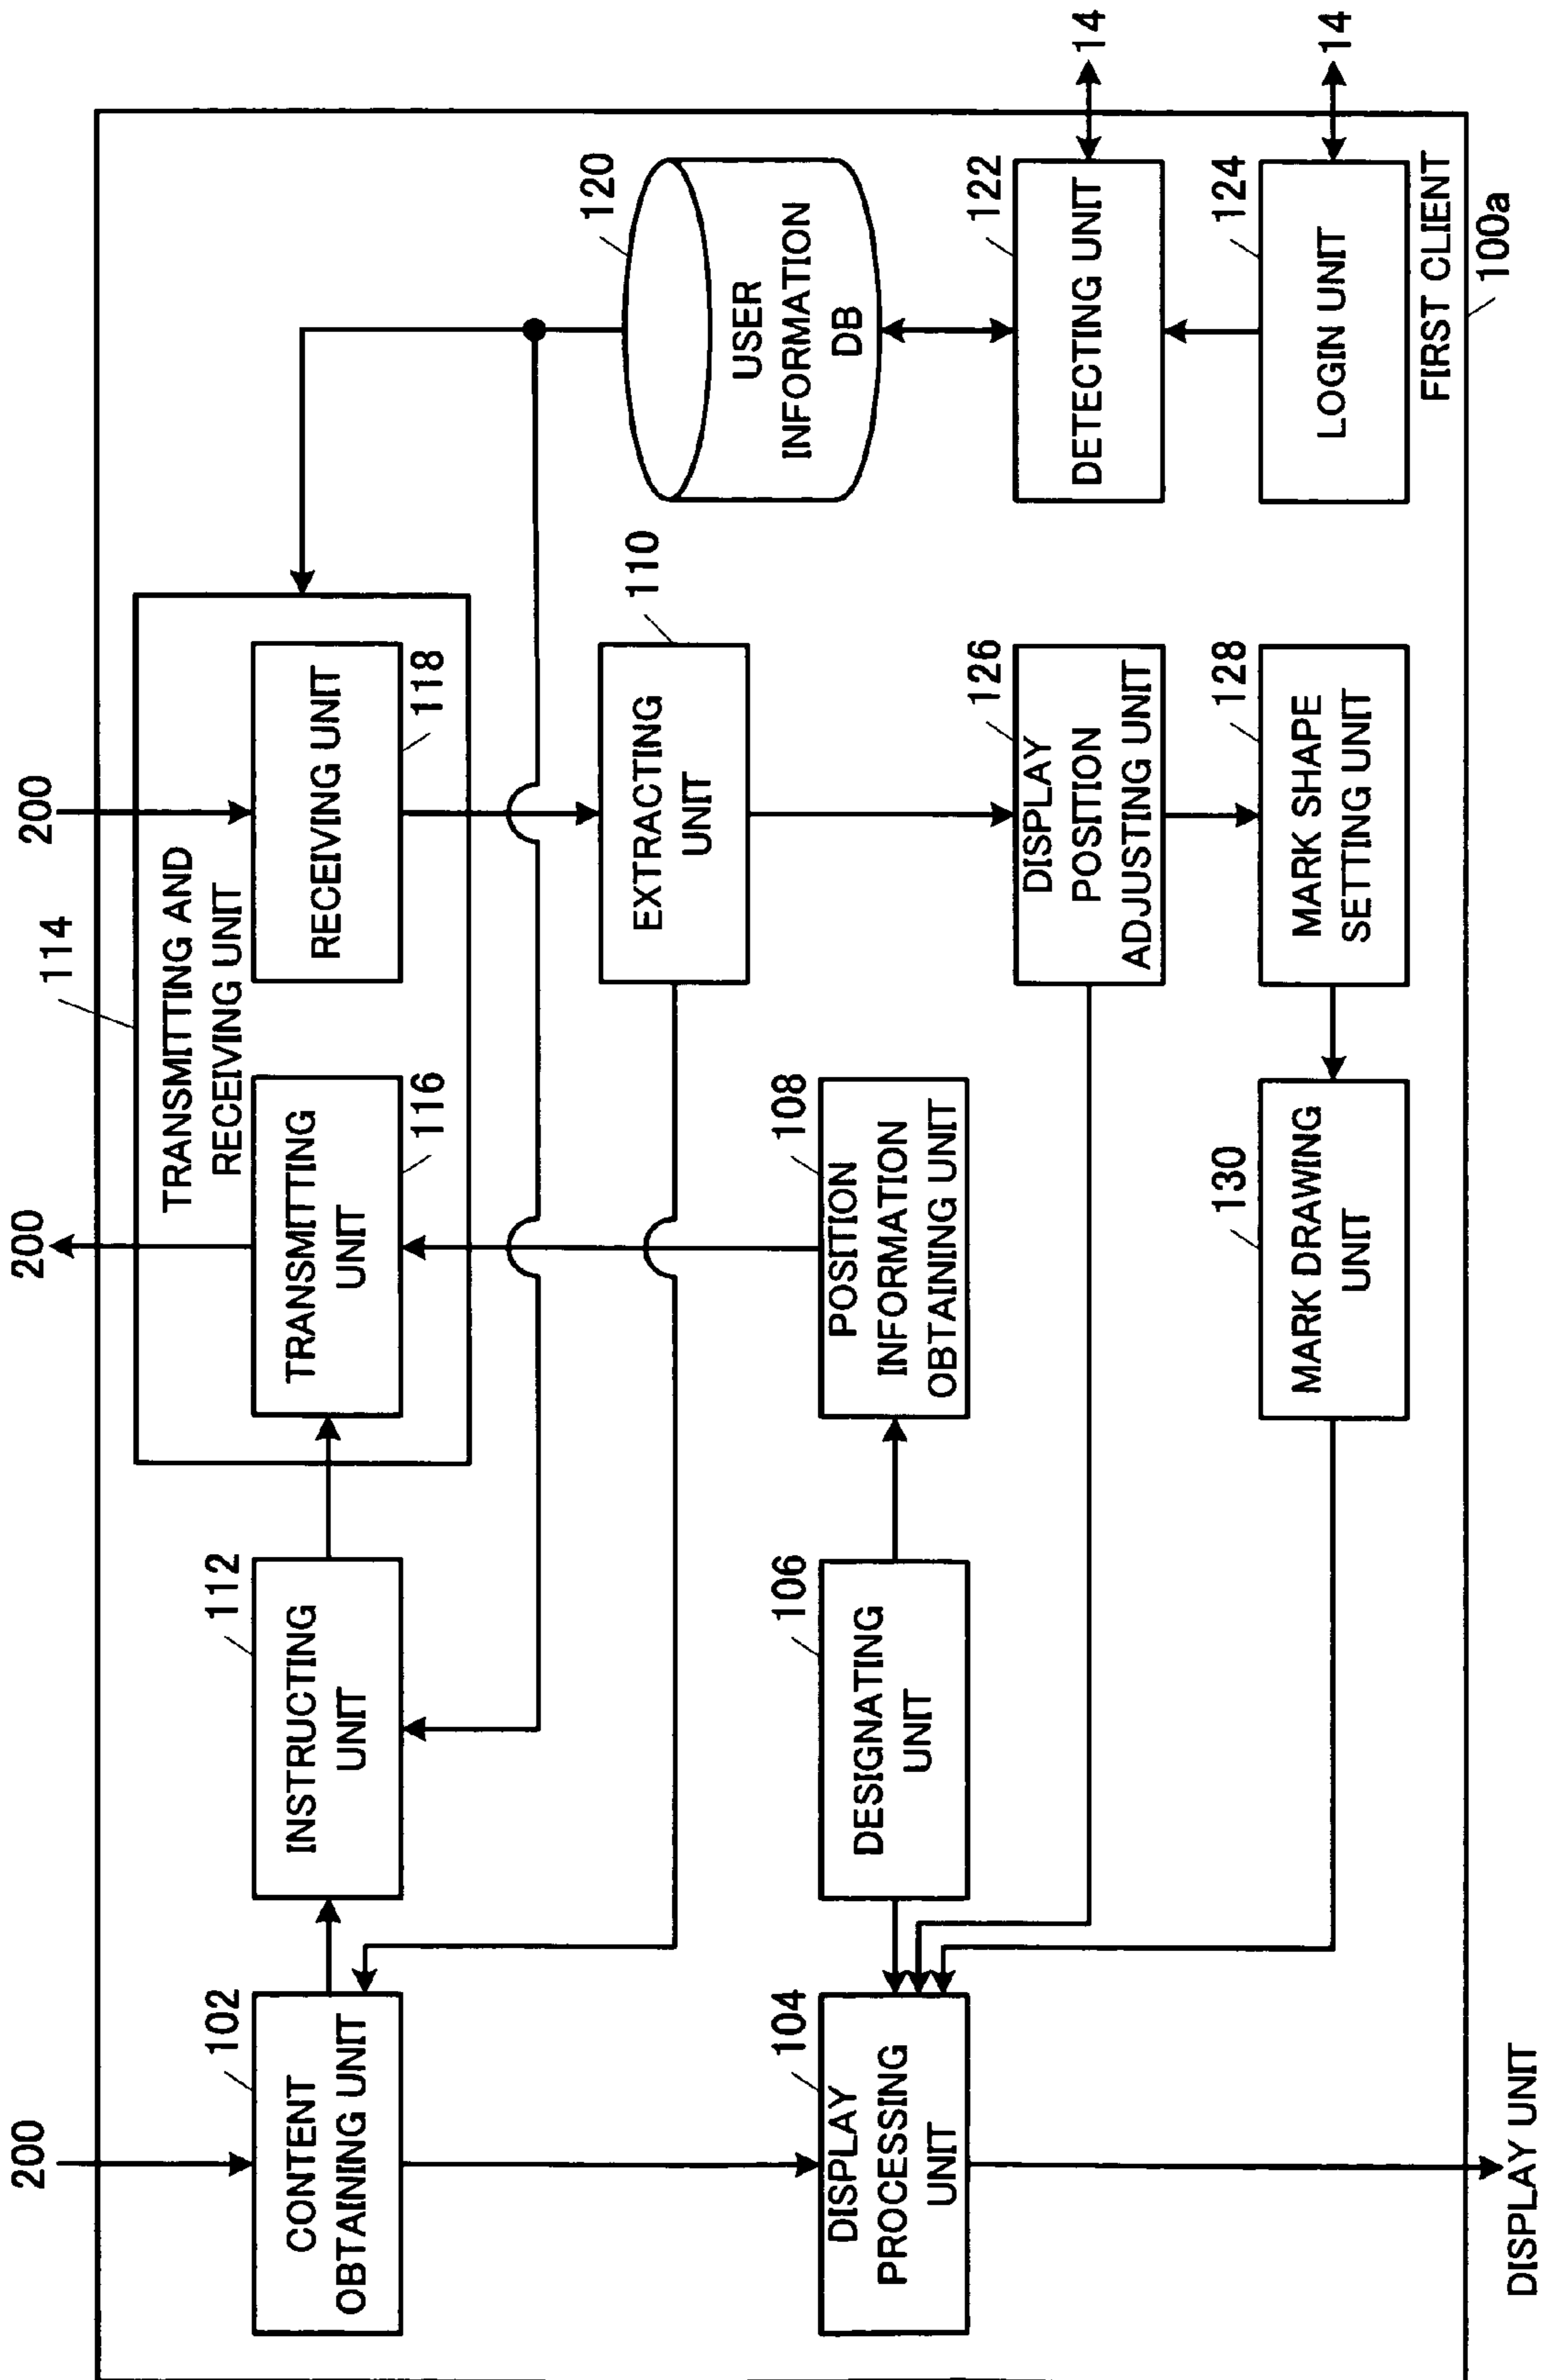 200
200
114
200
102
CONTENT
OBTAINING UNIT
112
INSTRUCTING
UNIT
TRANSMITTING AND
RECEIVING UNIT
TRANSMITTING
UNIT
116
RECEIVING UNIT
118
120
USER
INFORMATION
DB
110
EXTRACTING
UNIT
104
DISPLAY
PROCESSING
UNIT
106
DESIGNATING
UNIT
108
POSITION
INFORMATION
OBTAINING UNIT
126
DISPLAY
POSITION
ADJUSTING UNIT
122
DETECTING UNIT
14
130
MARK DRAWING
UNIT
128
MARK SHAPE
SETTING UNIT
124
LOGIN UNIT
14
FIRST CLIENT
100a
DISPLAY UNIT